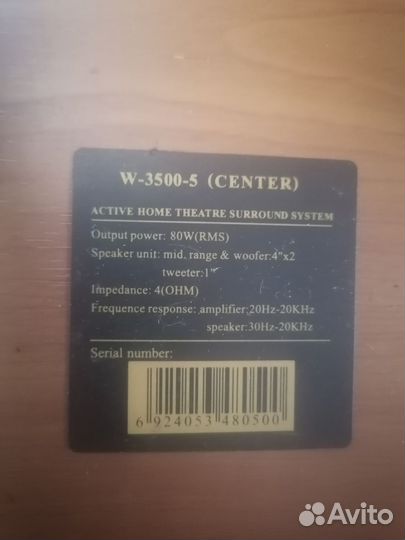 W-3500-5 (CENTER)
ACTIVE HOME THEATRE SURROUND SYSTEM
Output power: 80W(RMS)
Speaker unit: mid, range & woofer:4"x2
tweeter:1"
Impedance: 4(OHM)
Frequence response: amplifier:20Hz-20KHz
speaker:30Hz-20KHz
Serial number:
6 924053 480500
Avito